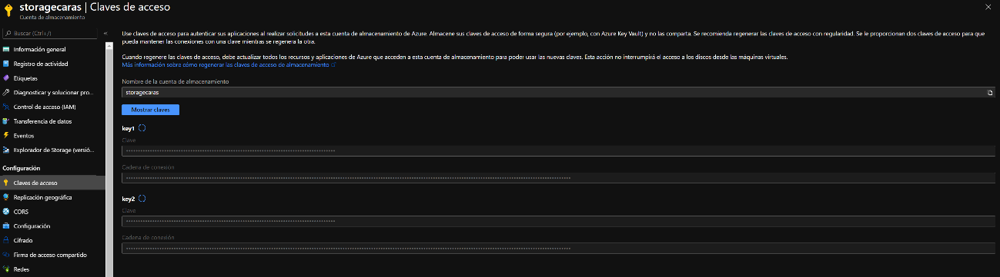 storagecaras | Claves de acceso
Cuenta de almacenamiento
Buscar (Ctrl+/)
«
Información general
Registro de actividad
Etiquetas
Diagnosticar y solucionar pro...
Control de acceso (IAM)
Transferencia de datos
Eventos
Explorador de Storage (versió...
Configuración
Claves de acceso
Replicación geográfica
CORS
Configuración
Cifrado
Firma de acceso compartido
Redes
Use claves de acceso para autenticar sus aplicaciones al realizar solicitudes a esta cuenta de almacenamiento de Azure. Almacene sus claves de acceso de forma segura (por ejemplo, con Azure Key Vault) y no las comparta. Se recomienda regenerar las claves de acceso con regularidad. Se le proporcionan dos claves de acceso para que
pueda mantener las conexiones con una clave mientras se regenera la otra.
Cuando regenere las claves de acceso, debe actualizar todos los recursos y aplicaciones de Azure que acceden a esta cuenta de almacenamiento para poder usar las nuevas claves. Esta acción no interrumpirá el acceso a los discos desde las máquinas virtuales.
Más información sobre cómo regenerar las claves de acceso de almacenamiento
Nombre de la cuenta de almacenamiento
storagecaras
Mostrar claves
key1
Clave
Cadena de conexión
key2
Clave
Cadena de conexión